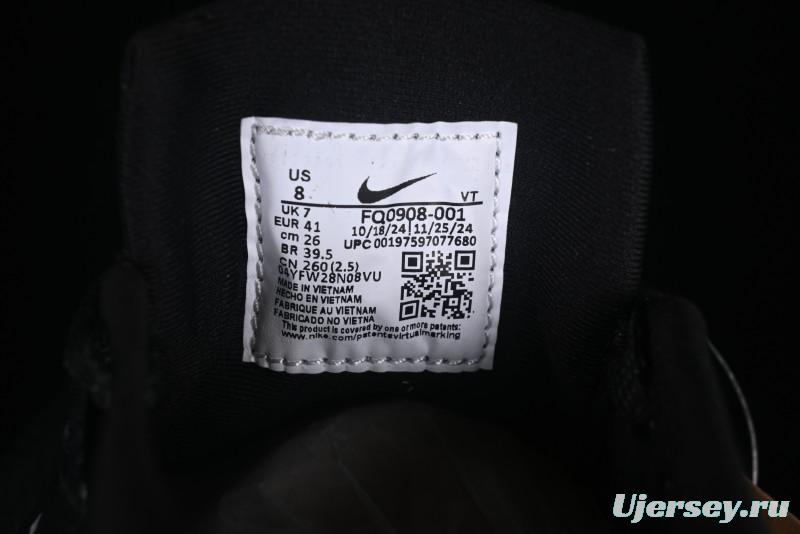 US
8
VT
UK 7
FQ0908-001
EUR 41
10/18/24 11/25/24
cm 26
UPC 00197597077680
BR 39.5
CN 260 (2.5)
04YFW28N08VU
MADE IN VIETNAM
HECHO EN VIETNAM
FABRIQUE AU VIETNAM
FABRICADO NO VIETNA
This product is covered by one or more patents:
www.nike.com/patentsvirtualmarking
Ujersey.ru